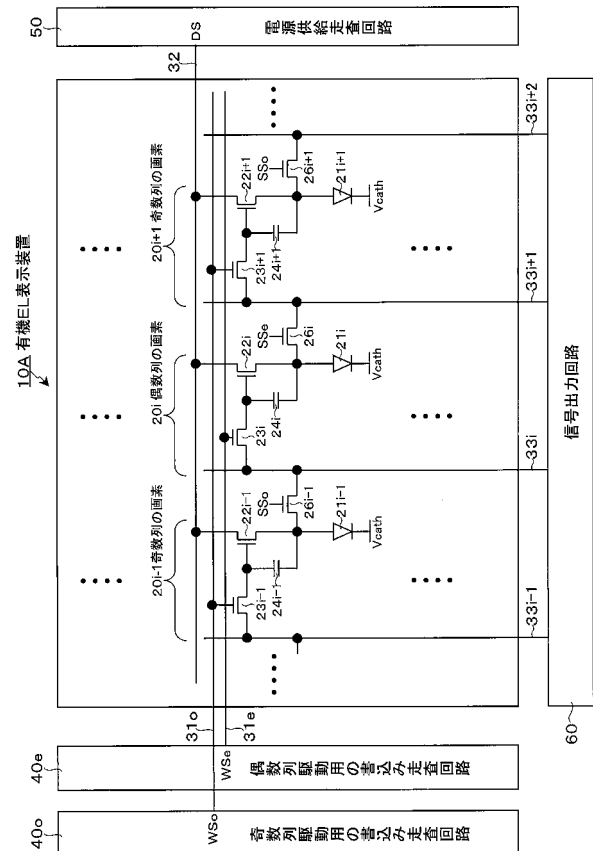 10A 有機EL表示装置
50
電源供給走査回路
DS
32
20i-1奇数列の画素
20i 偶数列の画素
20i+1 奇数列の画素
22i-1
23i-1
24i-1
SSo
26i-1
21i-1
Vcath
22i
23i
24i
SSe
26i
21i
Vcath
22i+1
23i+1
24i+1
SSo
26i+1
21i+1
Vcath
31o
31e
WSo
WSe
40o
奇数列駆動用の書込み走査回路
40e
偶数列駆動用の書込み走査回路
33i-1
33i
33i+1
33i+2
60
信号出力回路